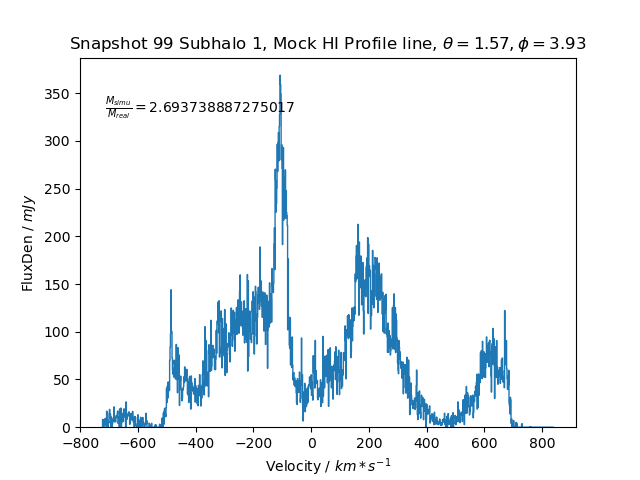 Snapshot 99 Subhalo 1, Mock HI Profile line, θ = 1.57, ϕ = 3.93
M_simu/M_real = 2.693738887275017
350
300
250
200
150
100
50
0
FluxDen / mJy
−800 −600 −400 −200 0 200 400 600 800
Velocity / km * s⁻¹